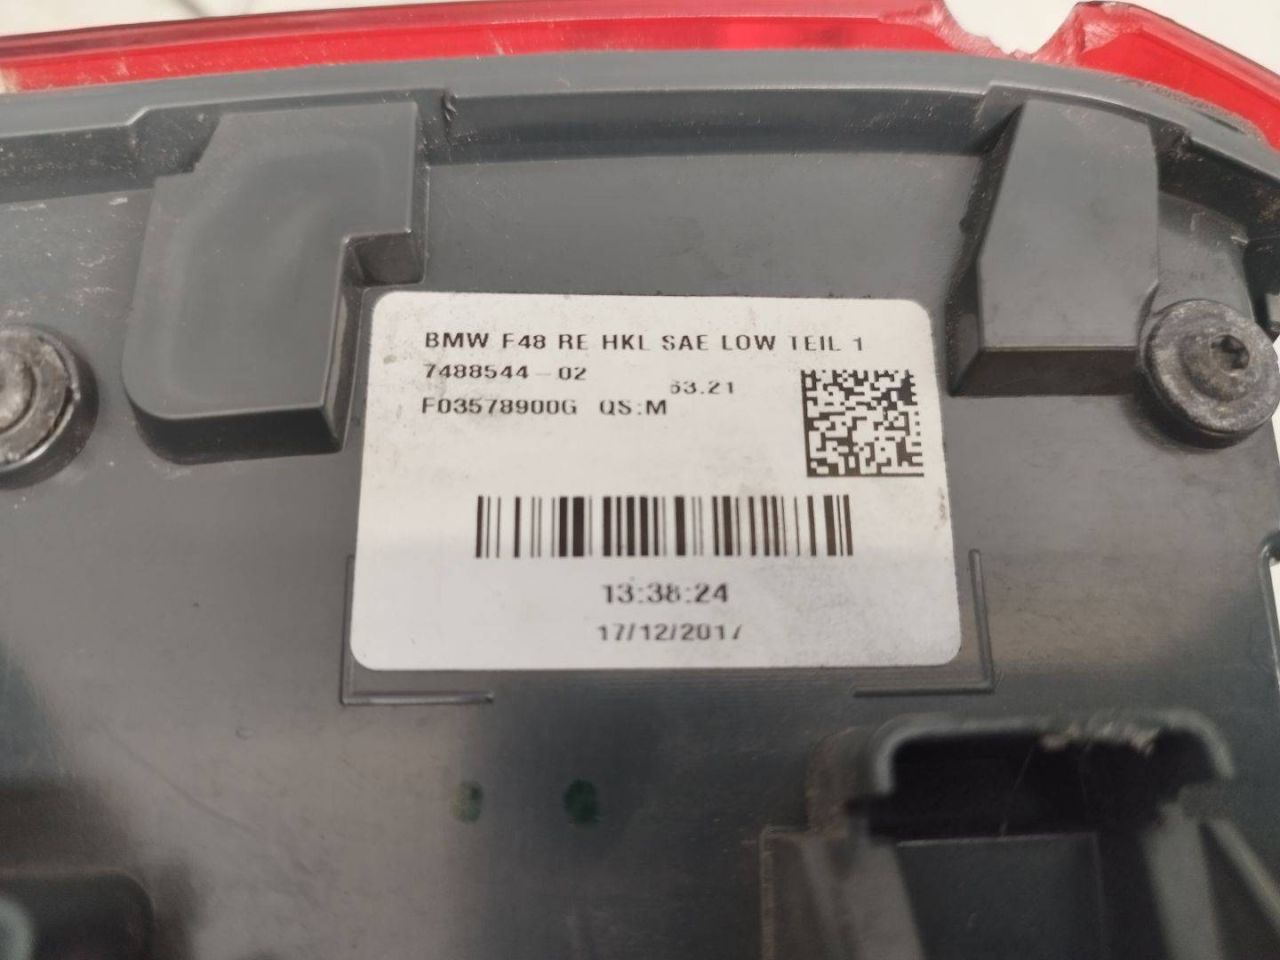 BMW F48 RE HKL SAE LOW TEIL 1
7488544-02 63.21
F03578900G QS:M
13:38:24
17/12/2017